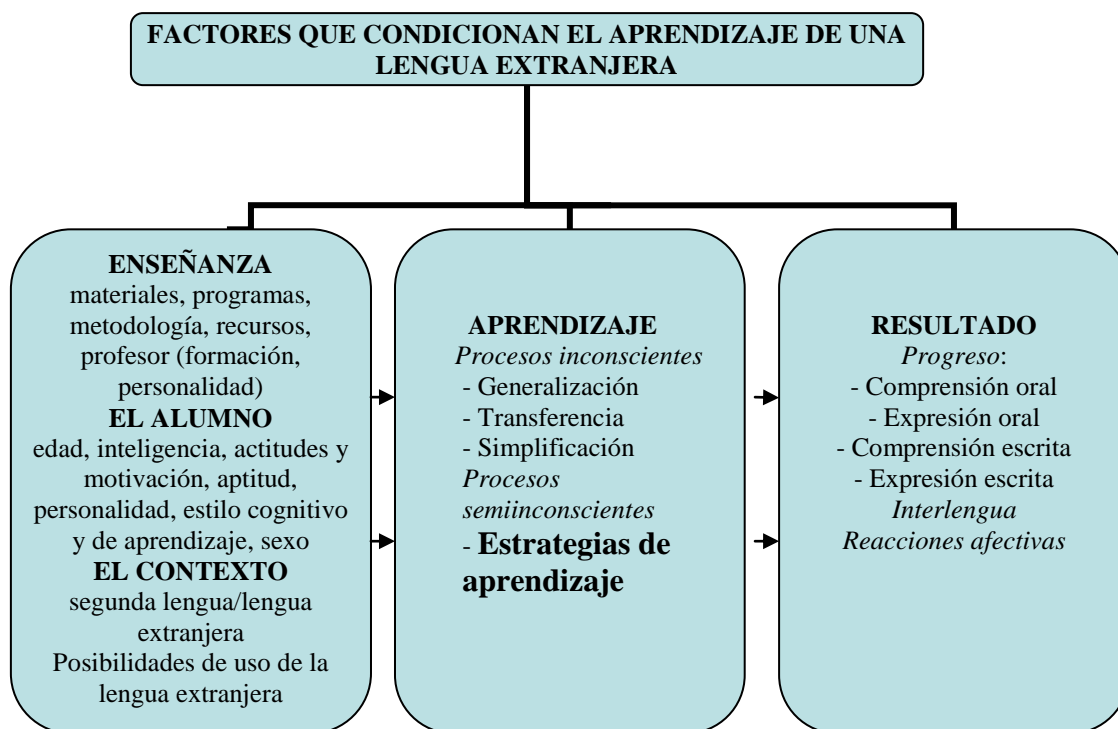 FACTORES QUE CONDICIONAN EL APRENDIZAJE DE UNA
LENGUA EXTRANJERA
ENSEÑANZA
materiales, programas,
metodología, recursos,
profesor (formación,
personalidad)
EL ALUMNO
edad, inteligencia, actitudes y
motivación, aptitud,
personalidad, estilo cognitivo
y de aprendizaje, sexo
EL CONTEXTO
segunda lengua/lengua
extranjera
Posibilidades de uso de la
lengua extranjera
APRENDIZAJE
Procesos inconscientes
- Generalización
- Transferencia
- Simplificación
Procesos
semiinconscientes
- Estrategias de
aprendizaje
RESULTADO
Progreso:
- Comprensión oral
- Expresión oral
- Comprensión escrita
- Expresión escrita
Interlengua
Reacciones afectivas